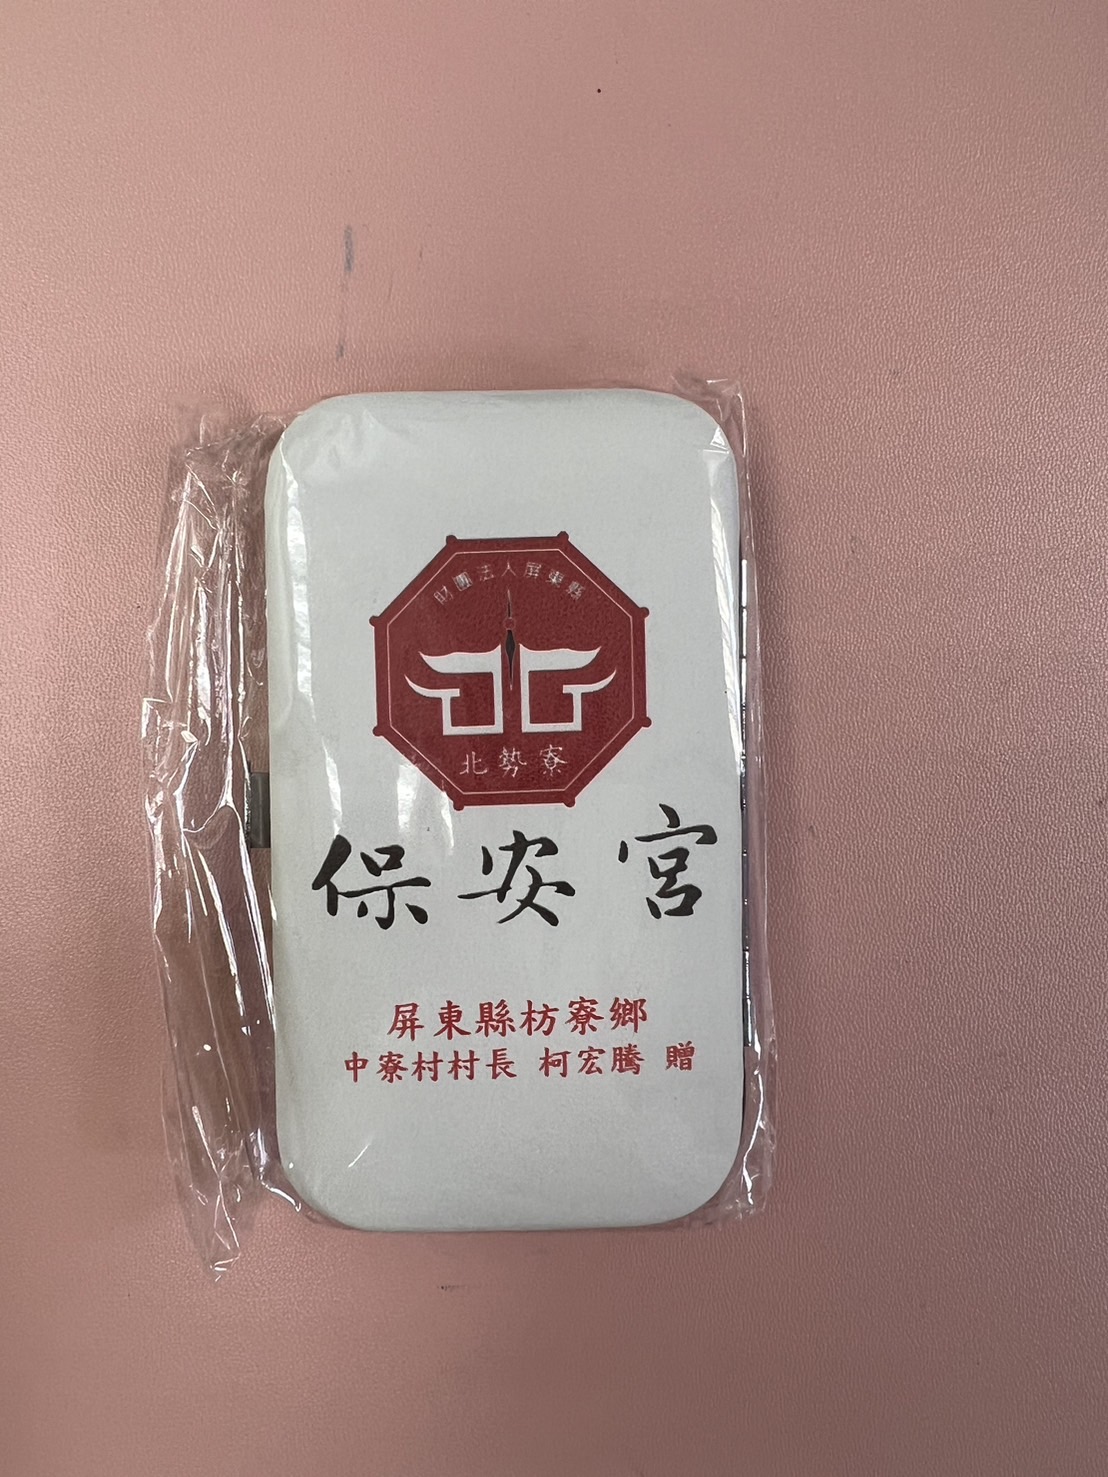 財團法人屏東縣
北勢寮
保安宮
屏東縣枋寮鄉
中寮村村長 柯宏騰 贈